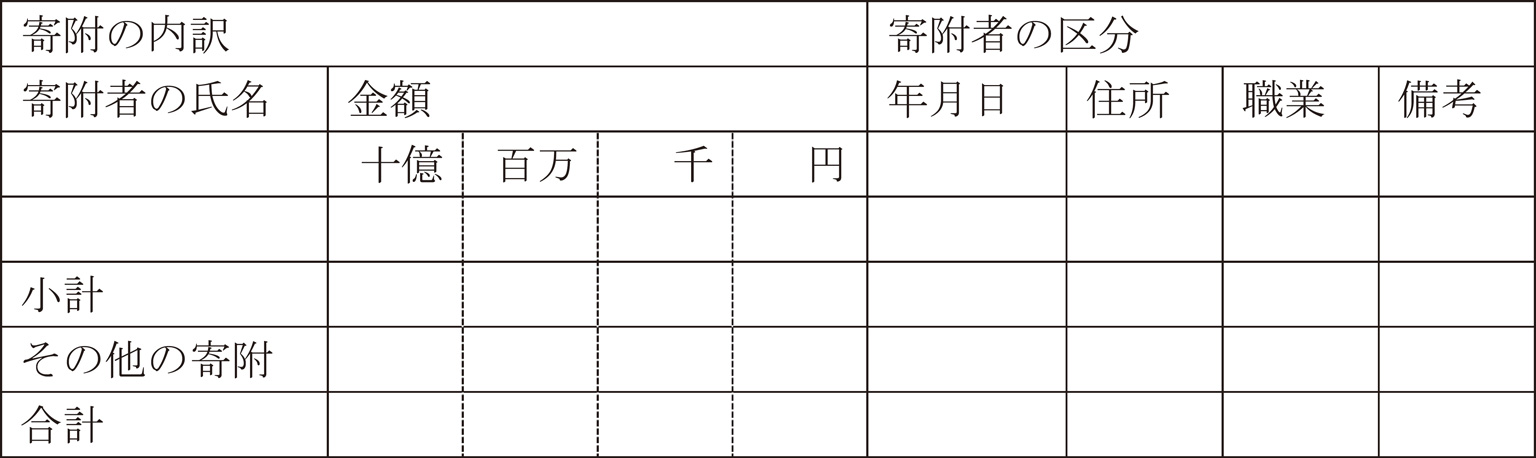 寄附の内訳 寄附者の区分
寄附者の氏名 金額 年月日 住所 職業 備考
十億 百万 千 円
小計
その他の寄附
合計